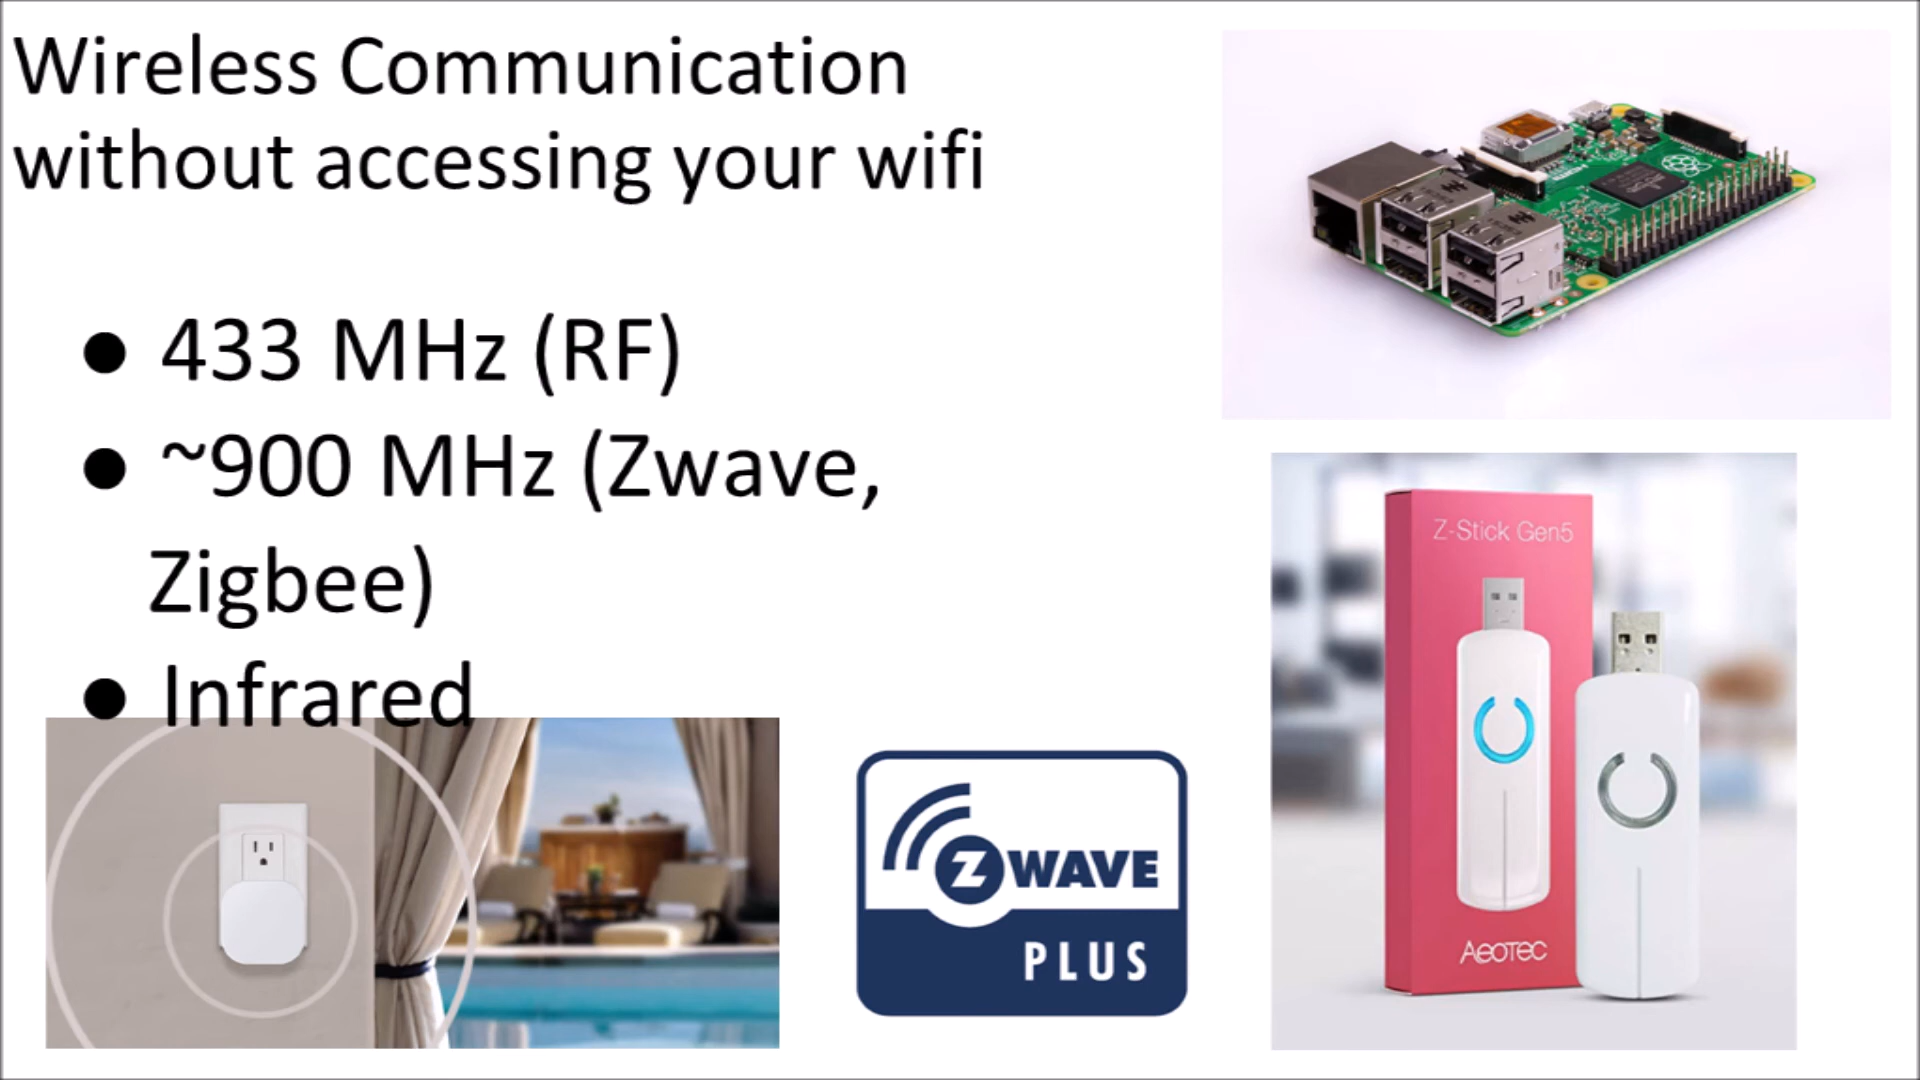 Wireless Communication
without accessing your wifi
● 433 MHz (RF)
● ~900 MHz (Zwave,
Zigbee)
● Infrared
Z-Stick Gen5
AEOTEC
Z WAVE
PLUS